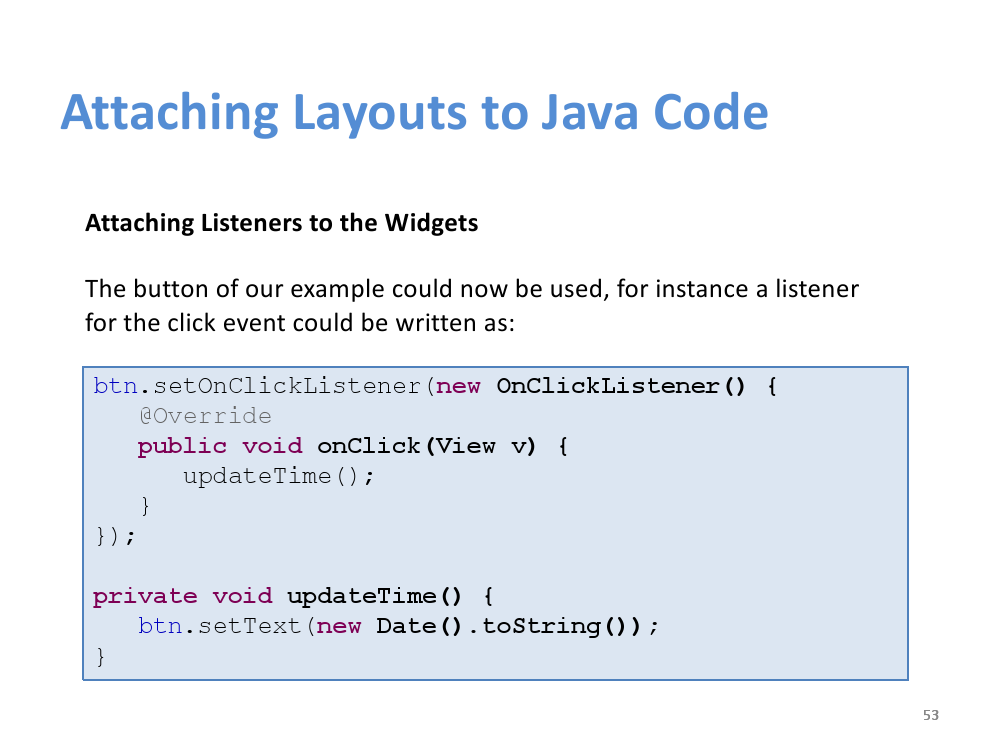 Attaching Layouts to Java Code
Attaching Listeners to the Widgets
The button of our example could now be used, for instance a listener
for the click event could be written as:
btn.setOnClickListener(new OnClickListener() {
   @Override
   public void onClick(View v) {
      updateTime();
   }
});
private void updateTime() {
   btn.setText(new Date().toString());
}
53